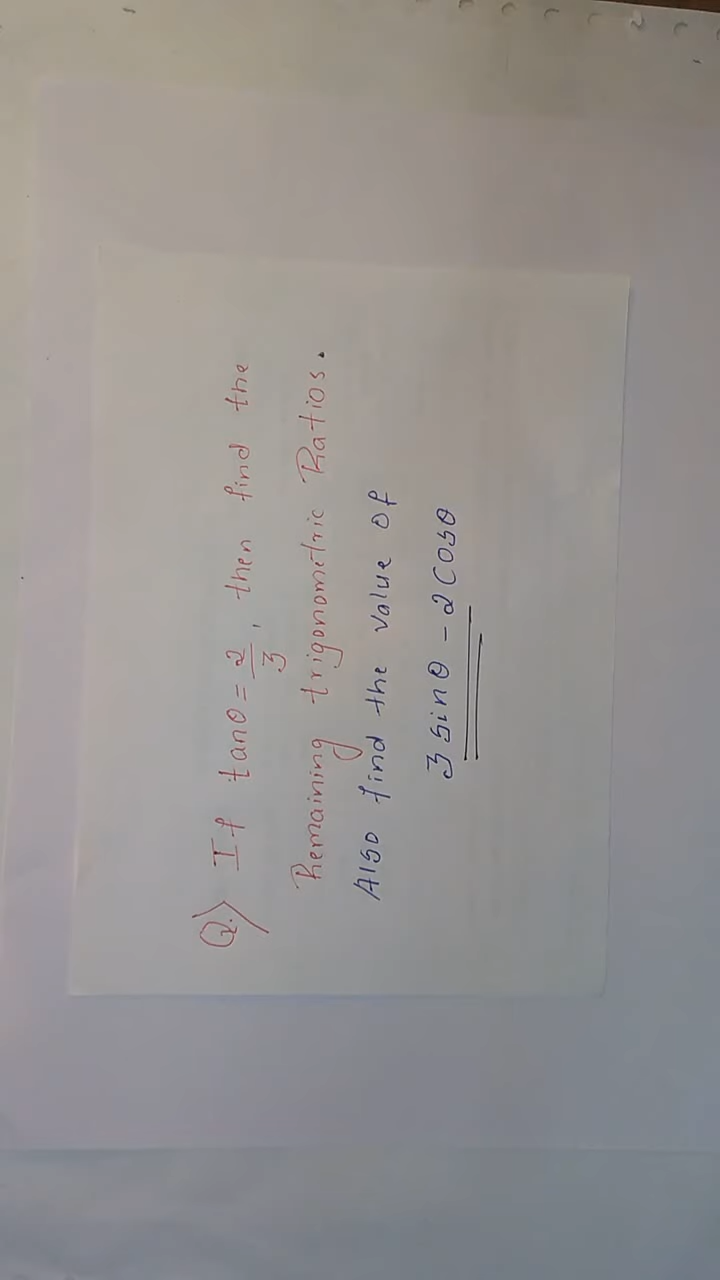 Q.> If tanθ = 2/3, then find the
Remaining trigonometric Ratios.
Also find the value of
3 sinθ - 2 Cosθ